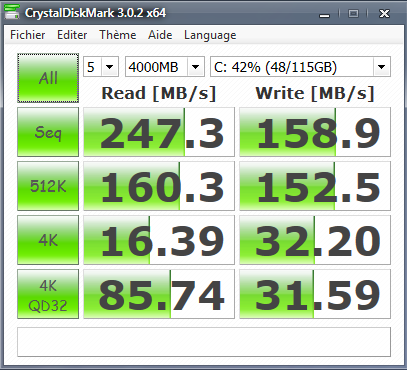 CrystalDiskMark 3.0.2 x64
Fichier Editer Thème Aide Language
All 5 4000MB C: 42% (48/115GB)
Read [MB/s] Write [MB/s]
Seq 247.3 158.9
512K 160.3 152.5
4K 16.39 32.20
4K QD32 85.74 31.59